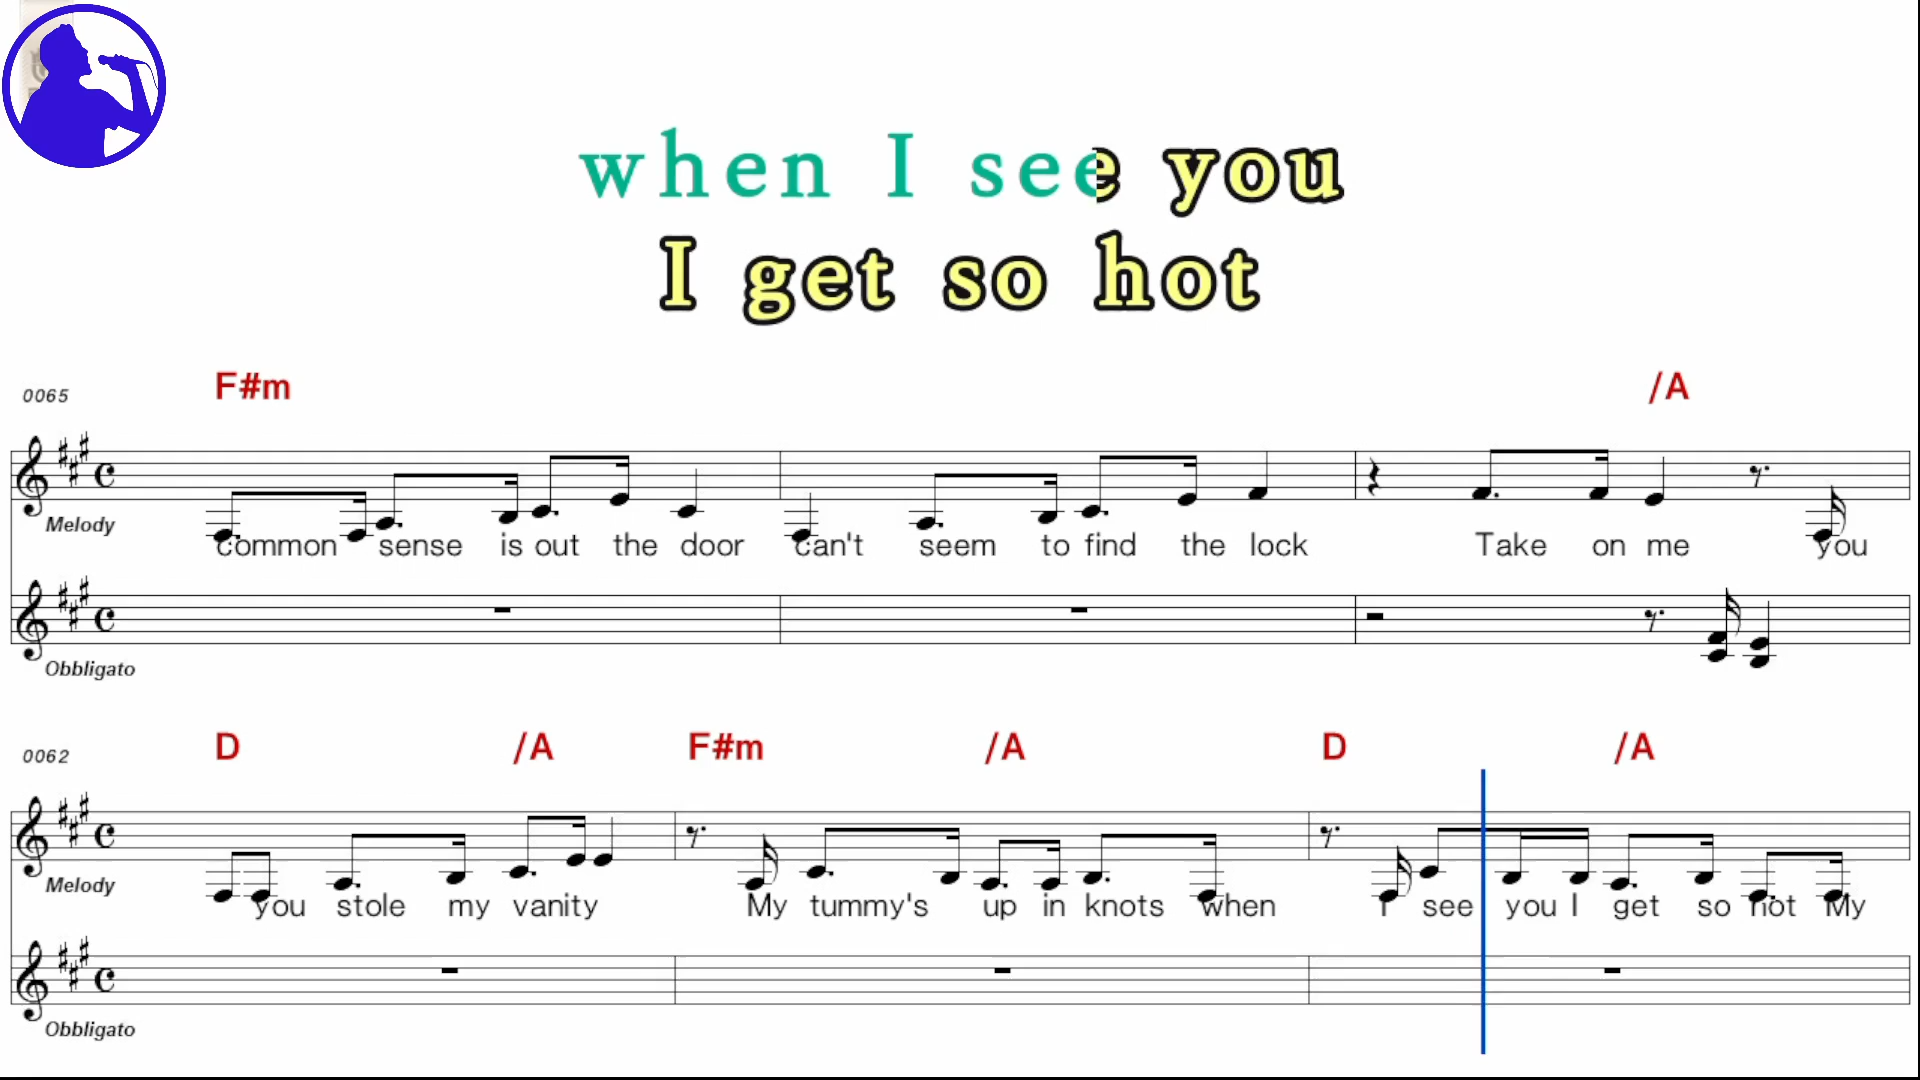 when I see you
I get so hot
F#m /A
0065
Melody
common sense is out the door can't seem to find the lock Take on me you
Obbligato
D /A F#m /A D /A
0062
Melody
you stole my vanity My tummy's up in knots when I see you I get so hot My
Obbligato